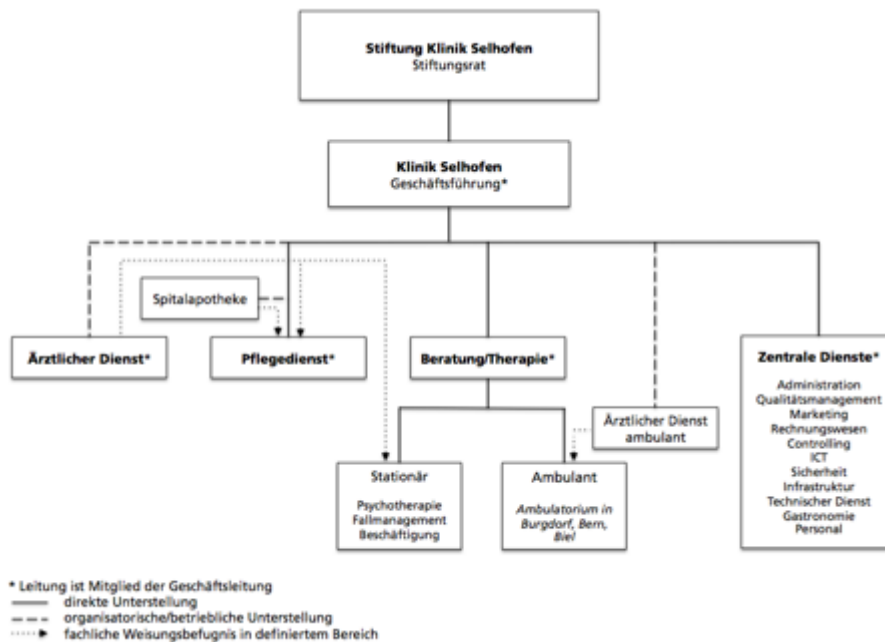 Stiftung Klinik Selhofen
Stiftungsrat
Klinik Selhofen
Geschäftsführung*
Spitalapotheke
Ärztlicher Dienst*
Pflegedienst*
Beratung/Therapie*
Zentrale Dienste*
Administration
Qualitätsmanagement
Marketing
Rechnungswesen
Controlling
ICT
Sicherheit
Infrastruktur
Technischer Dienst
Gastronomie
Personal
Ärztlicher Dienst
ambulant
Stationär
Psychotherapie
Fallmanagement
Beschäftigung
Ambulant
Ambulatorium in
Burgdorf, Bern,
Biel
* Leitung ist Mitglied der Geschäftsleitung
direkte Unterstellung
organisatorische/betriebliche Unterstellung
fachliche Weisungsbefugnis in definiertem Bereich